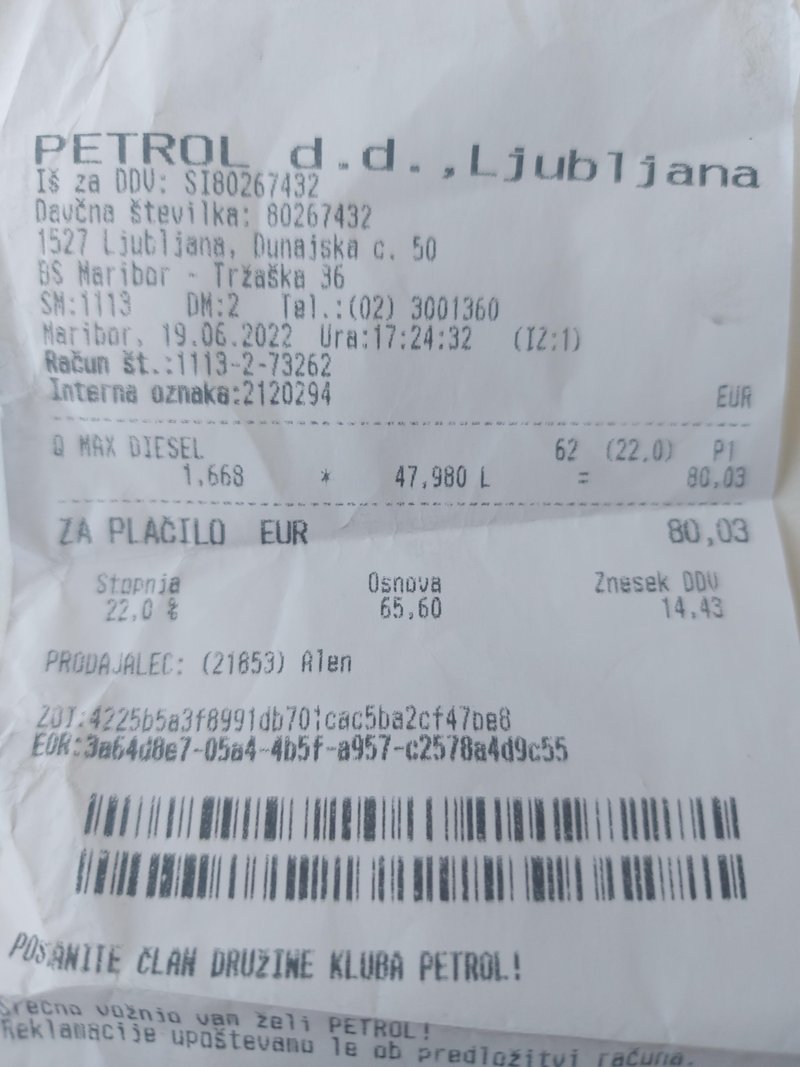 PETROL d.d.,Ljubljana
Iš za DDV: SI80267432
Davčna številka: 80267432
1527 Ljubljana, Dunajska c. 50
BS Maribor - Tržaška 36
SM:1113 DM:2 Tel.:(02) 3001360
Maribor, 19.06.2022 Ura:17:24:32 (IZ:1)
Račun št.:1113-2-73262
Interna oznaka:2120294 EUR
Q MAX DIESEL 62 (22.0) P1
1,668 * 47,980 L = 80,03
ZA PLAČILO EUR 80,03
Stopnja Osnova Znesek DDV
22,0 % 65,60 14,43
PRODAJALEC: (21853) Alen
ZOI:4225b5a3f8991db701cac5ba2cf47be8
EOR:3a64d8e7-05a4-4b5f-a957-c2578a4d9c55
POSTANITE ČLAN DRUŽINE KLUBA PETROL!
Srečno vožnjo vam želi PETROL!
Reklamacije upoštevamo le ob predložitvi računa.